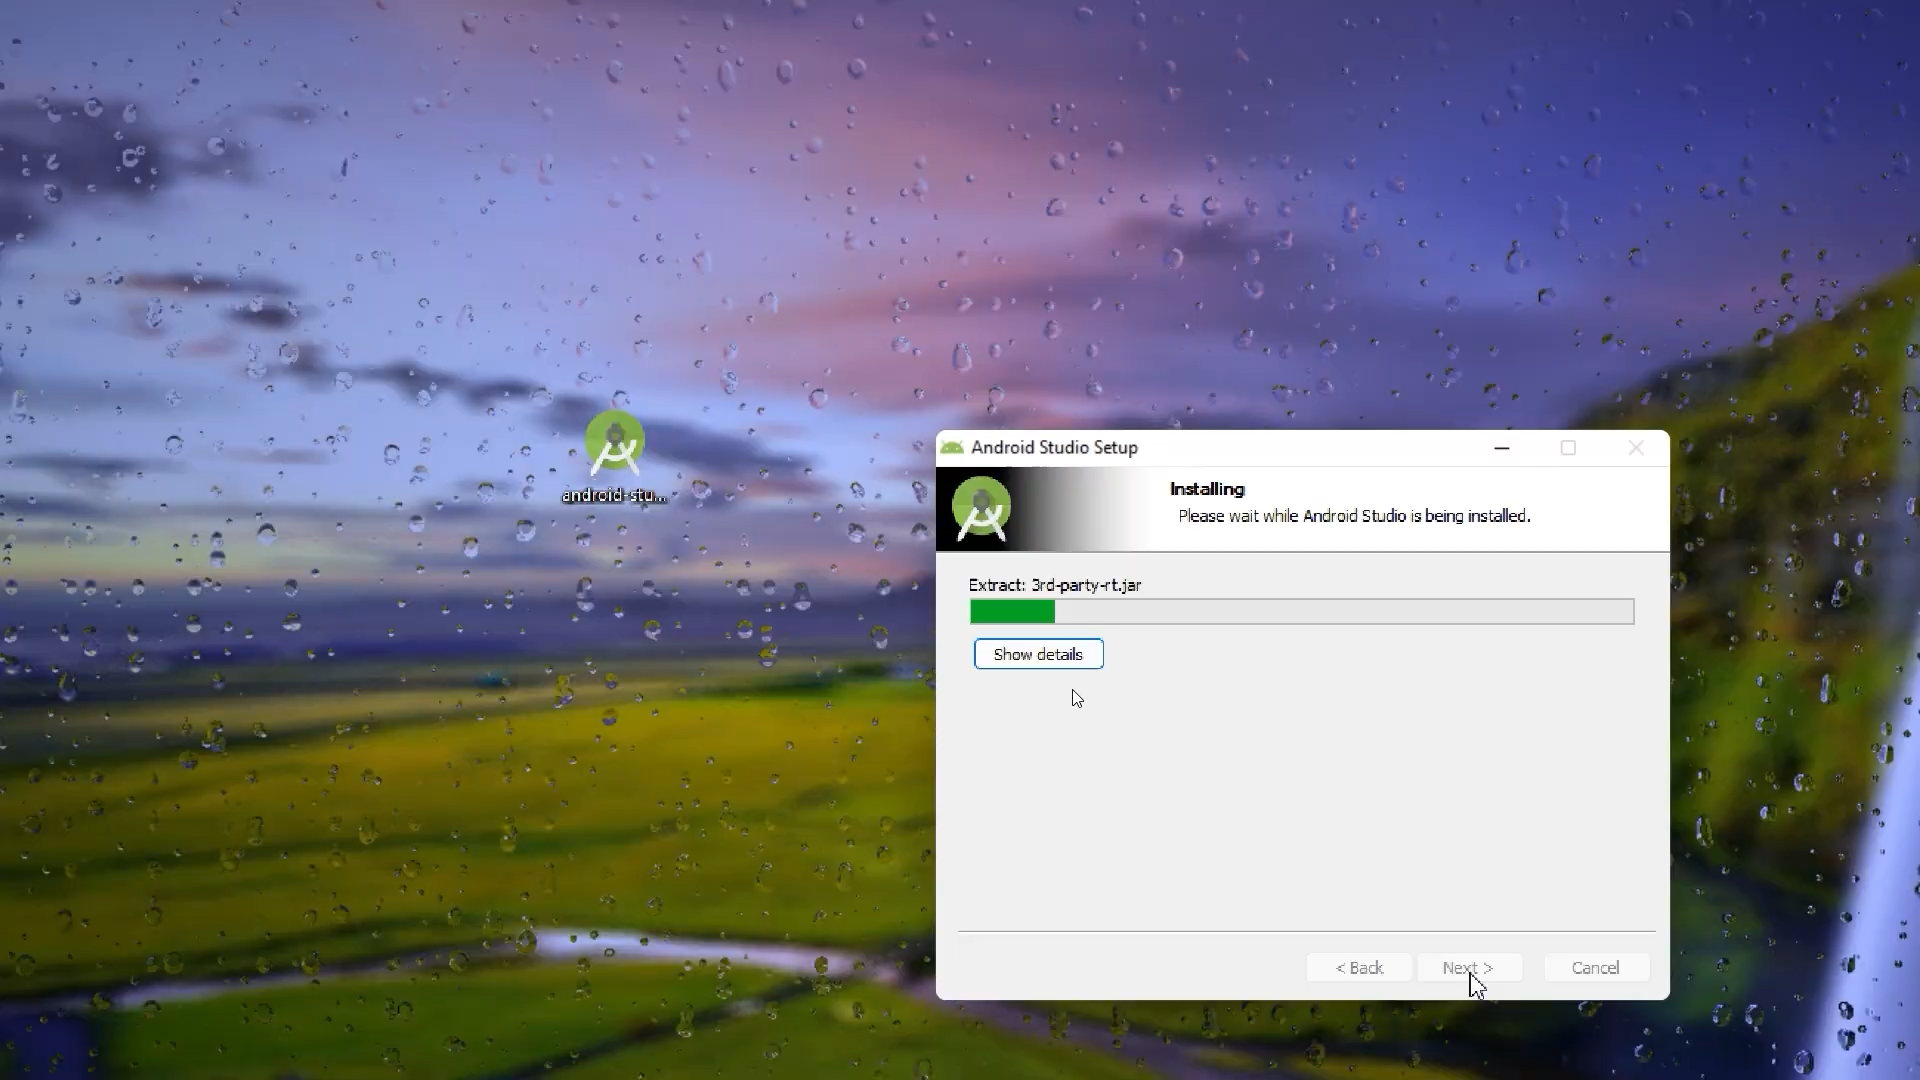 android-stu...
Android Studio Setup
Installing
Please wait while Android Studio is being installed.
Extract: 3rd-party-rt.jar
Show details
< Back
Next >
Cancel